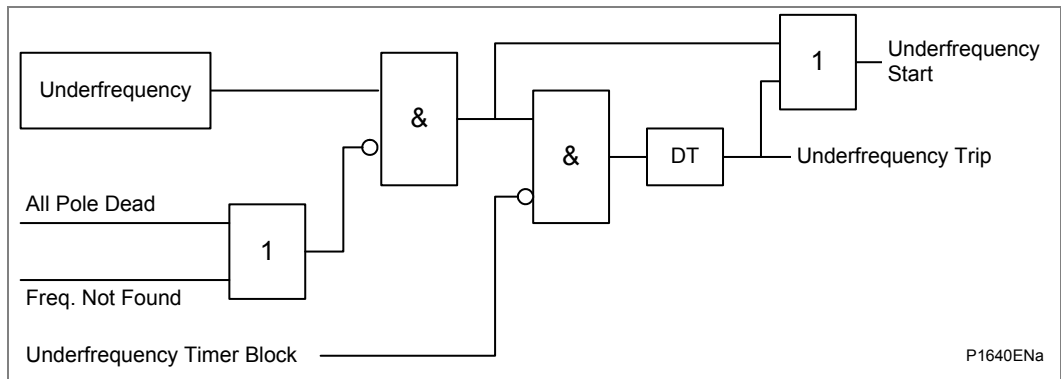 Underfrequency
&
&
1
Underfrequency
Start
DT
Underfrequency Trip
All Pole Dead
1
Freq. Not Found
Underfrequency Timer Block
P1640ENa